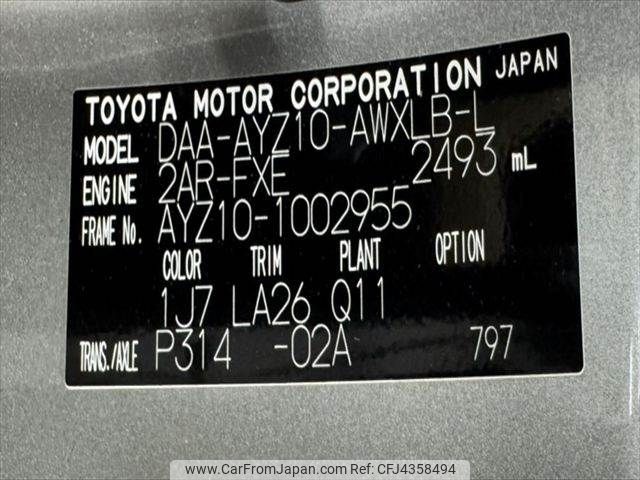 TOYOTA MOTOR CORPORATION JAPAN
MODEL DAA-AYZ10-AWXLB-L
ENGINE 2AR-FXE 2493 mL
FRAME No. AYZ10-1002955
COLOR TRIM PLANT OPTION
1J7 LA26 Q11
TRANS./AXLE P314 -02A 797
www.CarFromJapan.com CFJ4358494